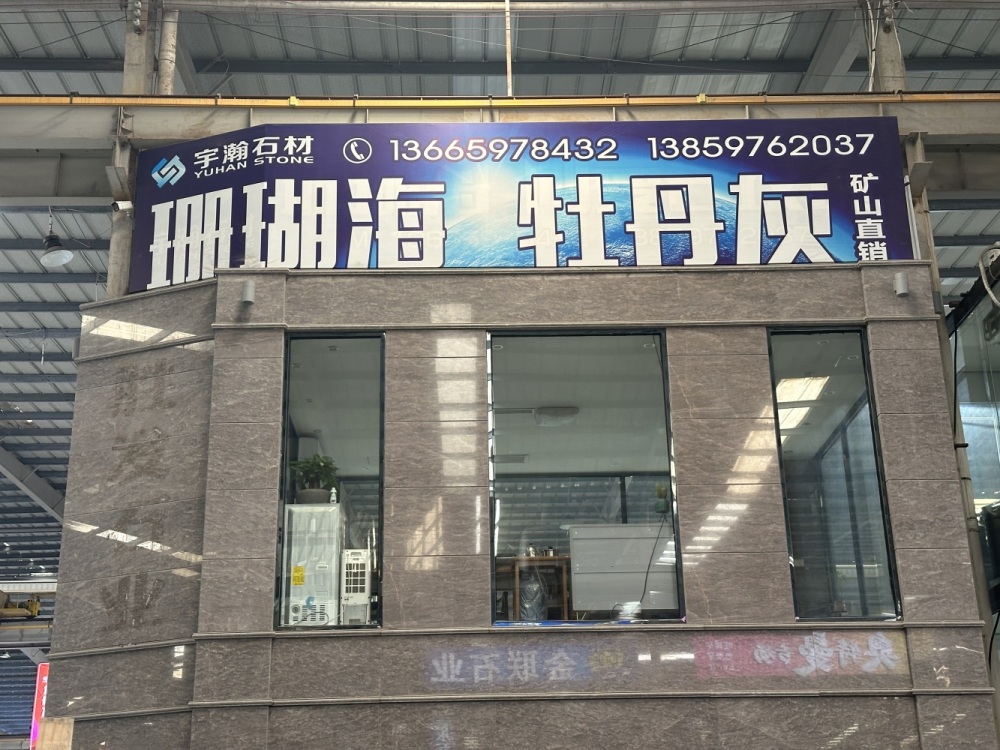 宇瀚石材
YUHAN STONE
13665978432 13859762037
珊瑚海 牡丹灰
矿山直销
金联石业